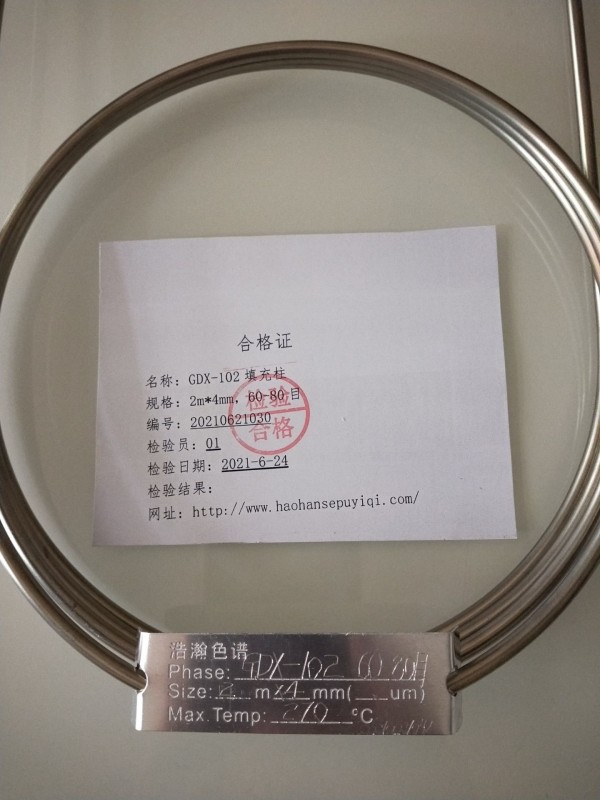 合格证
名称：GDX-102 填充柱
规格：2m*4mm，60-80 目
编号：20210621030
检验
合格
检验员：01
检验日期：2021-6-24
检验结果：
网址：http://www.haohansepuyiqi.com/
浩瀚色谱
Phase: GDX-102 60 80目
Size: 2 m x4 mm( um)
Max.Temp: 270 °C